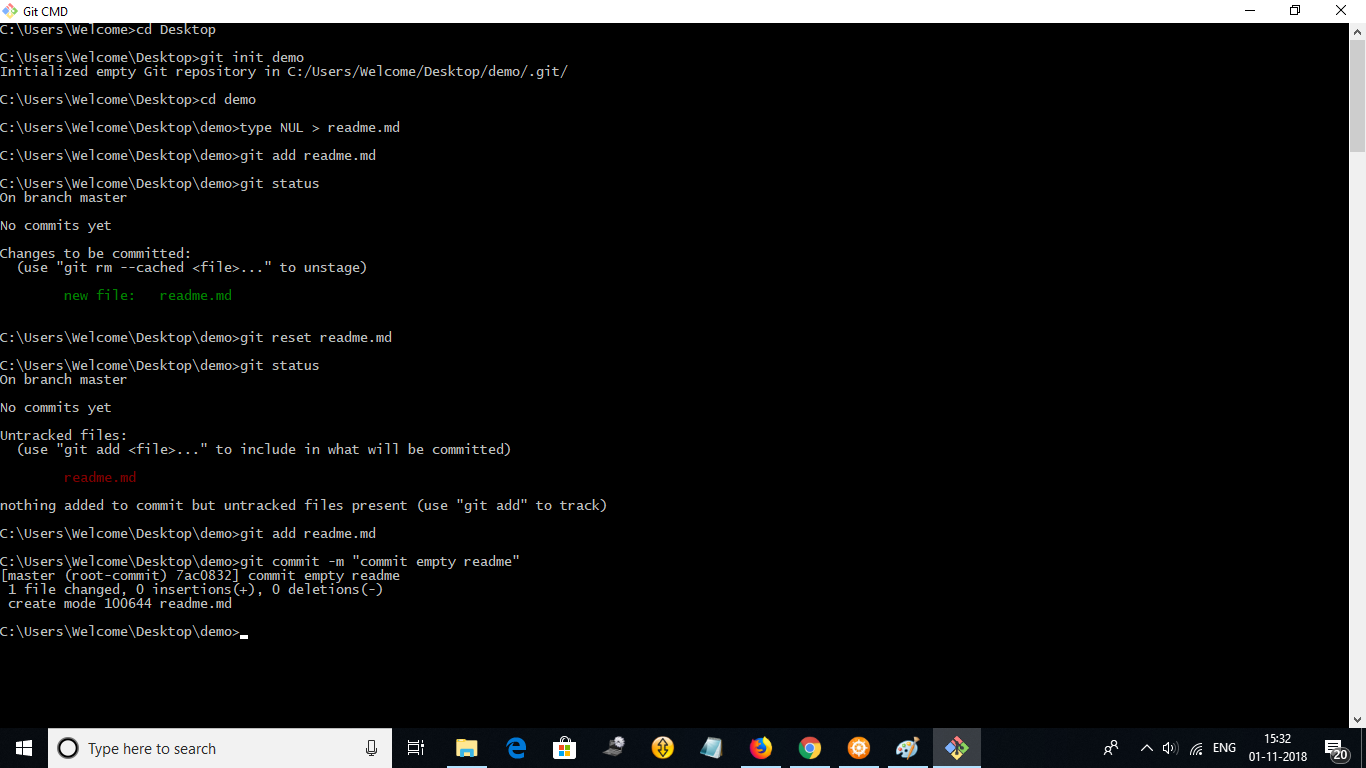 Git CMD
C:\Users\Welcome>cd Desktop
C:\Users\Welcome\Desktop>git init demo
Initialized empty Git repository in C:/Users/Welcome/Desktop/demo/.git/
C:\Users\Welcome\Desktop>cd demo
C:\Users\Welcome\Desktop\demo>type NUL > readme.md
C:\Users\Welcome\Desktop\demo>git add readme.md
C:\Users\Welcome\Desktop\demo>git status
On branch master
No commits yet
Changes to be committed:
  (use "git rm --cached <file>..." to unstage)
        new file:   readme.md
C:\Users\Welcome\Desktop\demo>git reset readme.md
C:\Users\Welcome\Desktop\demo>git status
On branch master
No commits yet
Untracked files:
  (use "git add <file>..." to include in what will be committed)
        readme.md
nothing added to commit but untracked files present (use "git add" to track)
C:\Users\Welcome\Desktop\demo>git add readme.md
C:\Users\Welcome\Desktop\demo>git commit -m "commit empty readme"
[master (root-commit) 7ac0832] commit empty readme
 1 file changed, 0 insertions(+), 0 deletions(-)
 create mode 100644 readme.md
C:\Users\Welcome\Desktop\demo>
Type here to search
ENG
15:32
01-11-2018
20